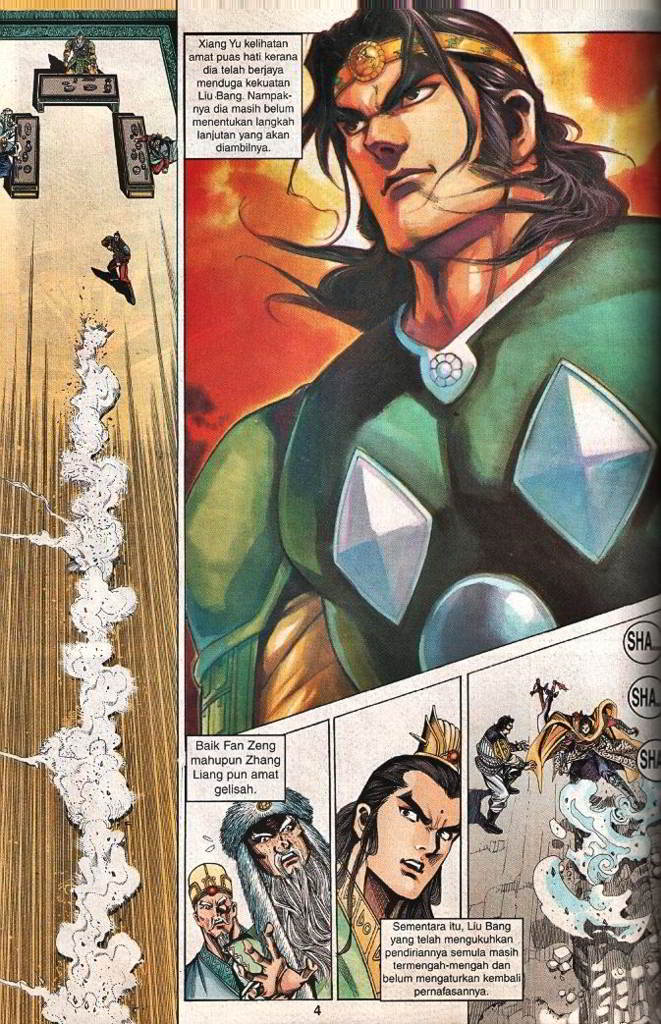 Xiang Yu kelihatan
amat puas hati kerana
dia telah berjaya
menduga kekuatan
Liu Bang. Nampak-
nya dia masih belum
menentukan langkah
lanjutan yang akan
diambilnya.
SHA...
SHA..
SHA
Baik Fan Zeng
mahupun Zhang
Liang pun amat
gelisah.
Sementara itu, Liu Bang
yang telah mengukuhkan
pendiriannya semula masih
termengah-mengah dan
belum mengaturkan kembali
pernafasannya.
4